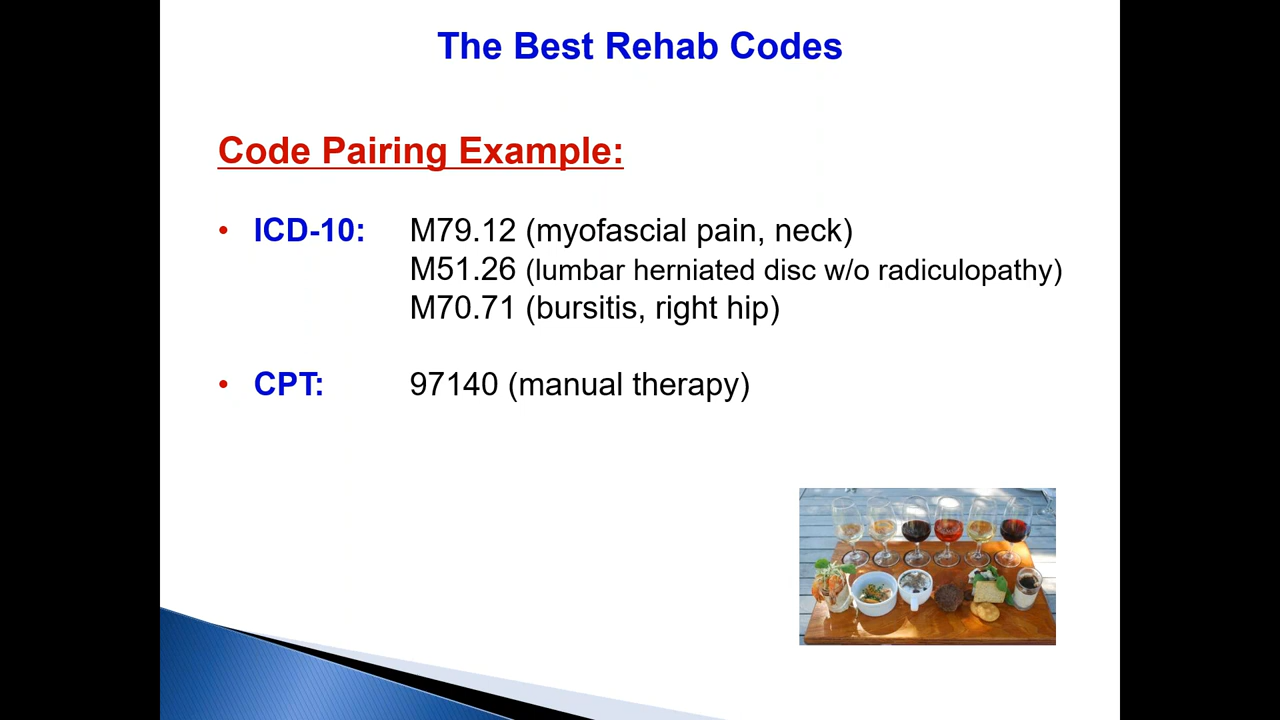 The Best Rehab Codes
Code Pairing Example:
• ICD-10: M79.12 (myofascial pain, neck)
M51.26 (lumbar herniated disc w/o radiculopathy)
M70.71 (bursitis, right hip)
• CPT: 97140 (manual therapy)